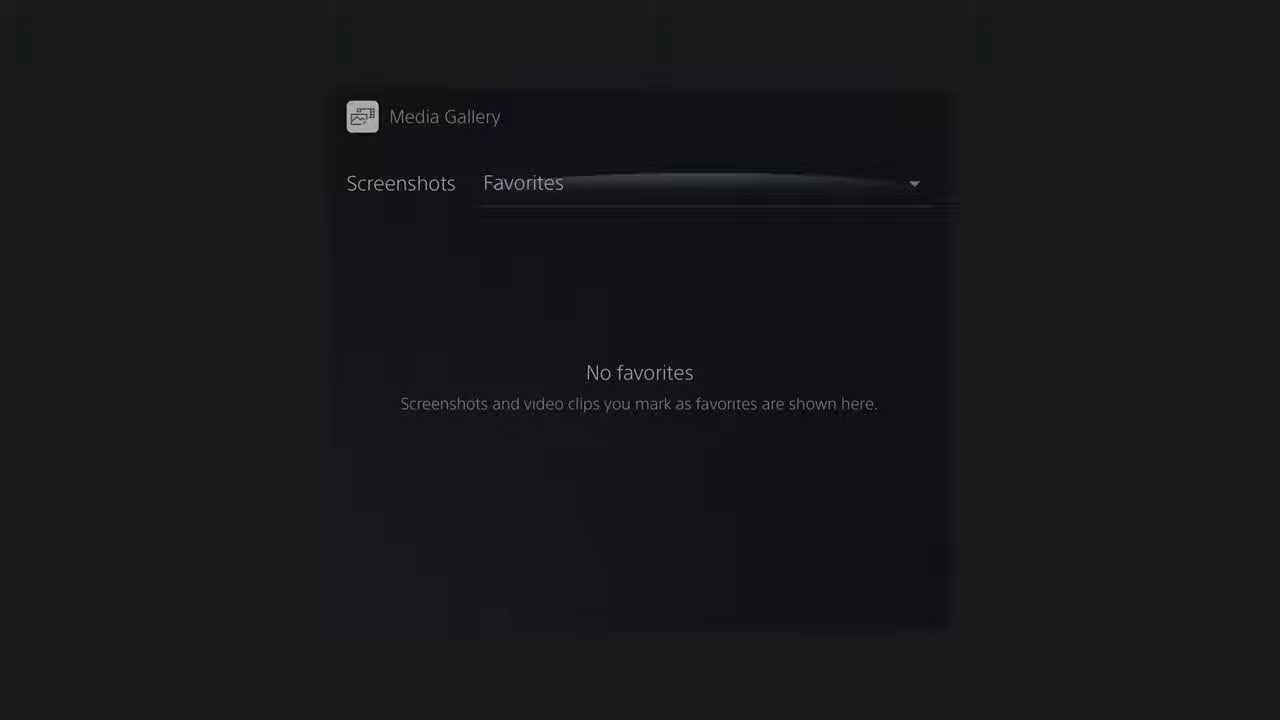 Media Gallery
Screenshots Favorites
No favorites
Screenshots and video clips you mark as favorites are shown here.